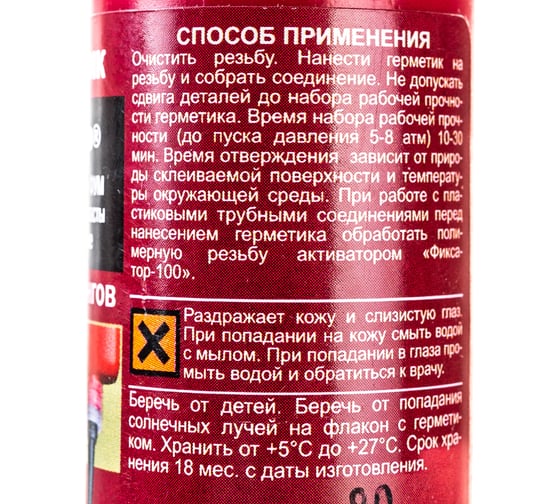 СПОСОБ ПРИМЕНЕНИЯ
Очистить резьбу. Нанести герметик на
резьбу и собрать соединение. Не допускать
сдвига деталей до набора рабочей прочно-
сти герметика. Время набора рабочей проч-
ности (до пуска давления 5-8 атм) 10-30
мин. Время отверждения зависит от приро-
ды склеиваемой поверхности и температу-
ры окружающей среды. При работе с пла-
стиковыми трубными соединениями перед
нанесением герметика обработать поли-
мерную резьбу активатором «Фикса-
тор-100».
Раздражает кожу и слизистую глаз.
При попадании на кожу смыть водой
с мылом. При попадании в глаза про-
мыть водой и обратиться к врачу.
Беречь от детей. Беречь от попадания
солнечных лучей на флакон с гермети-
ком. Хранить от +5°С до +27°С. Срок хра-
нения 18 мес. с даты изготовления.